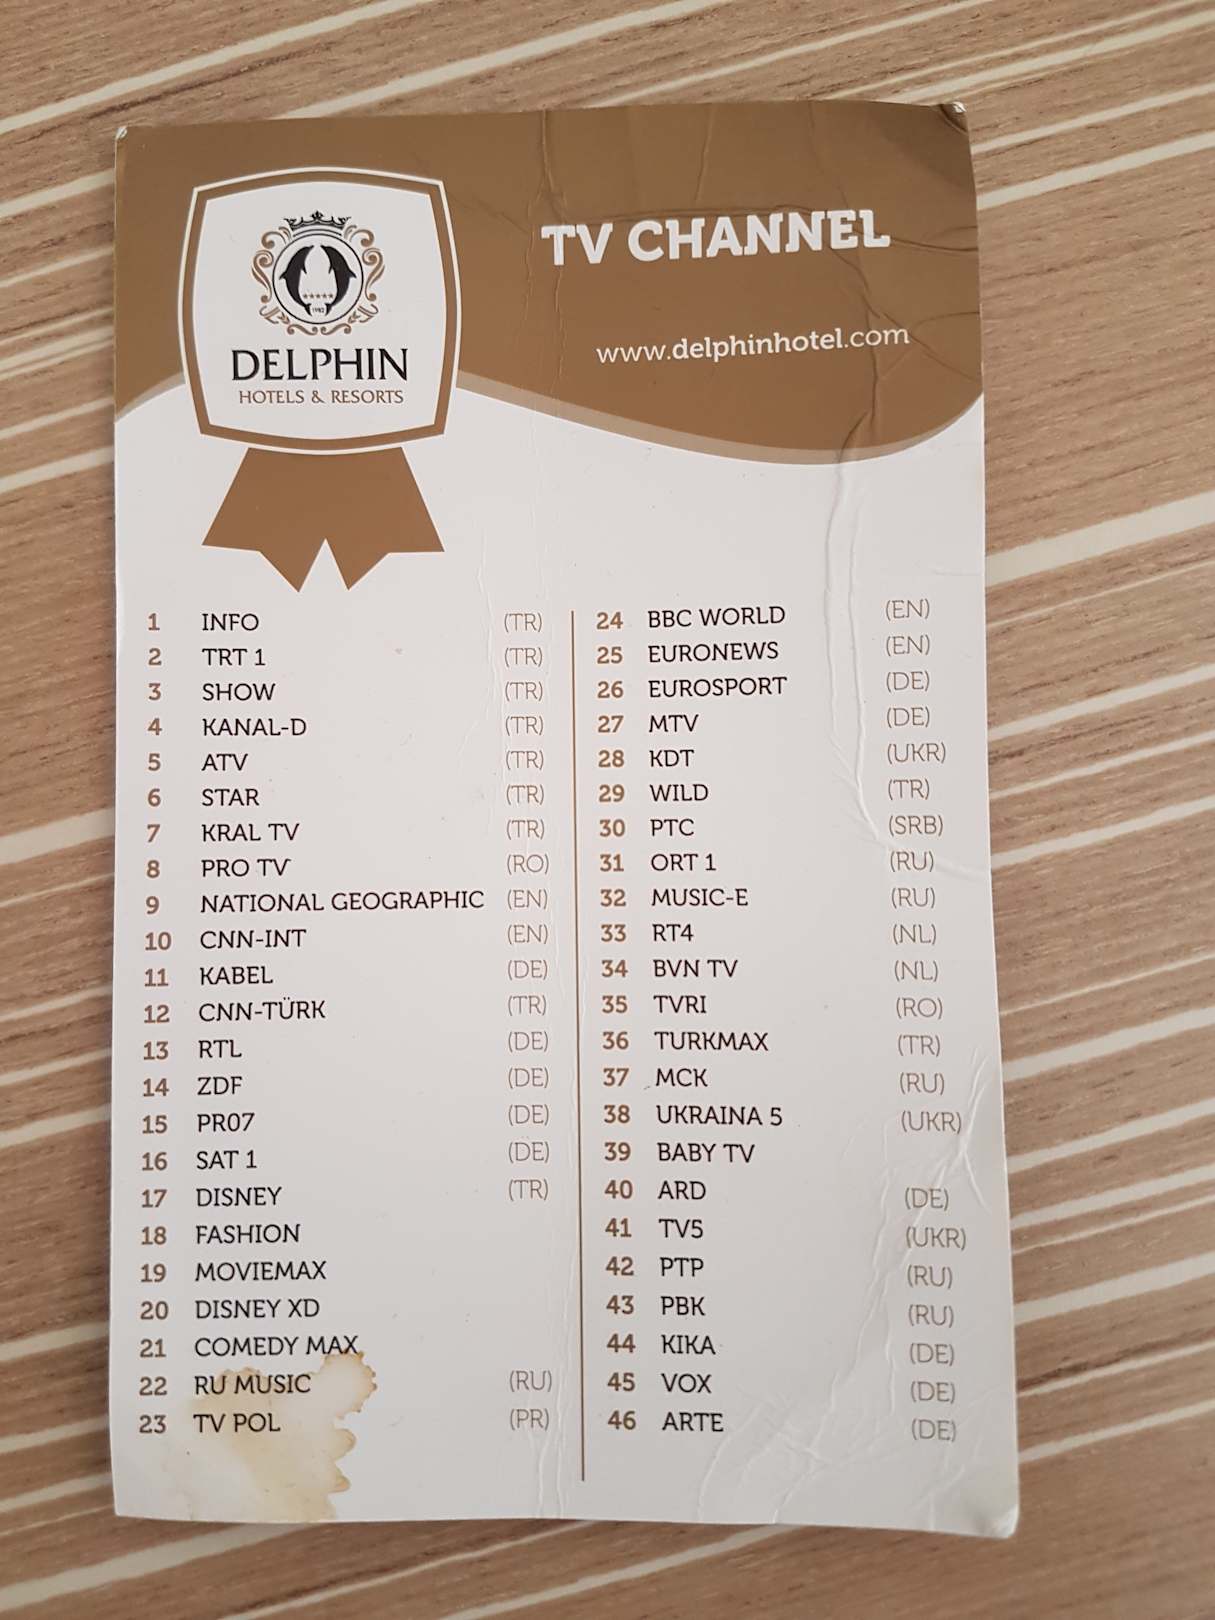 TV CHANNEL
www.delphinhotel.com
1982
DELPHIN
HOTELS & RESORTS
1 INFO (TR)
2 TRT 1 (TR)
3 SHOW (TR)
4 KANAL-D (TR)
5 ATV (TR)
6 STAR (TR)
7 KRAL TV (TR)
8 PRO TV (RO)
9 NATIONAL GEOGRAPHIC (EN)
10 CNN-INT (EN)
11 KABEL (DE)
12 CNN-TÜRK (TR)
13 RTL (DE)
14 ZDF (DE)
15 PR07 (DE)
16 SAT 1 (DE)
17 DISNEY (TR)
18 FASHION
19 MOVIEMAX
20 DISNEY XD
21 COMEDY MAX
22 RU MUSIC (RU)
23 TV POL (PR)
24 BBC WORLD (EN)
25 EURONEWS (EN)
26 EUROSPORT (DE)
27 MTV (DE)
28 KDT (UKR)
29 WILD (TR)
30 PTC (SRB)
31 ORT 1 (RU)
32 MUSIC-E (RU)
33 RT4 (NL)
34 BVN TV (NL)
35 TVRI (RO)
36 TURKMAX (TR)
37 MCK (RU)
38 UKRAINA 5 (UKR)
39 BABY TV
40 ARD (DE)
41 TV5 (UKR)
42 PTP (RU)
43 PBK (RU)
44 KIKA (DE)
45 VOX (DE)
46 ARTE (DE)